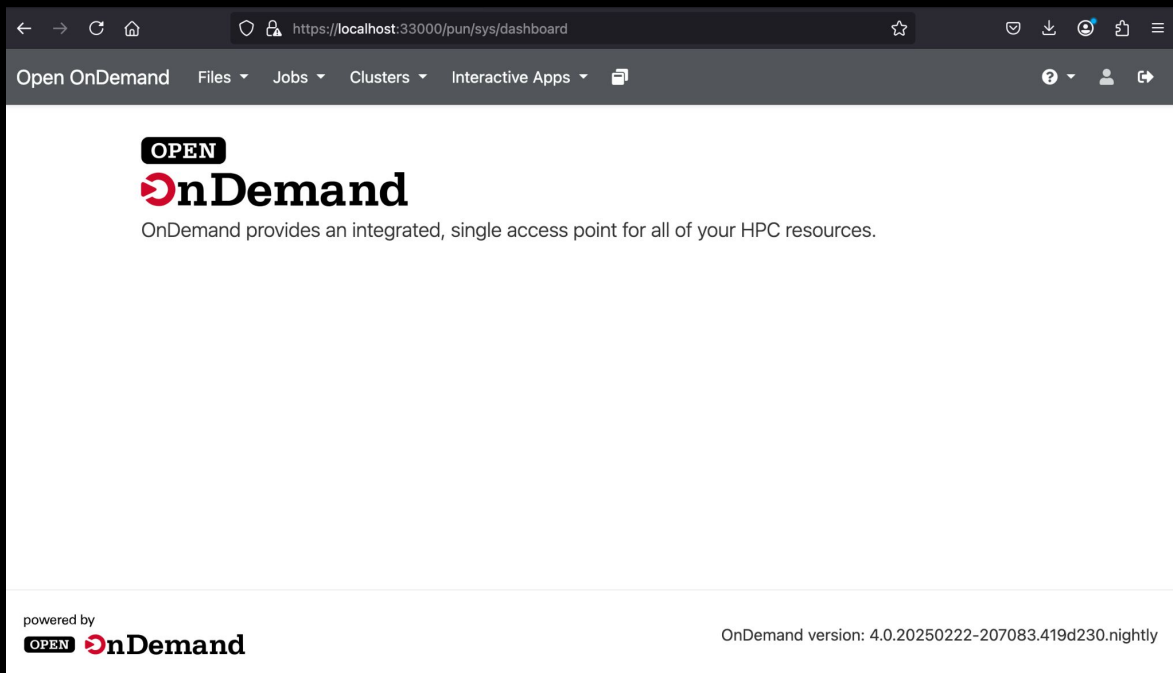 https://localhost:33000/pun/sys/dashboard
Open OnDemand Files Jobs Clusters Interactive Apps
OPEN
OnDemand
OnDemand provides an integrated, single access point for all of your HPC resources.
powered by
OPEN OnDemand
OnDemand version: 4.0.20250222-207083.419d230.nightly